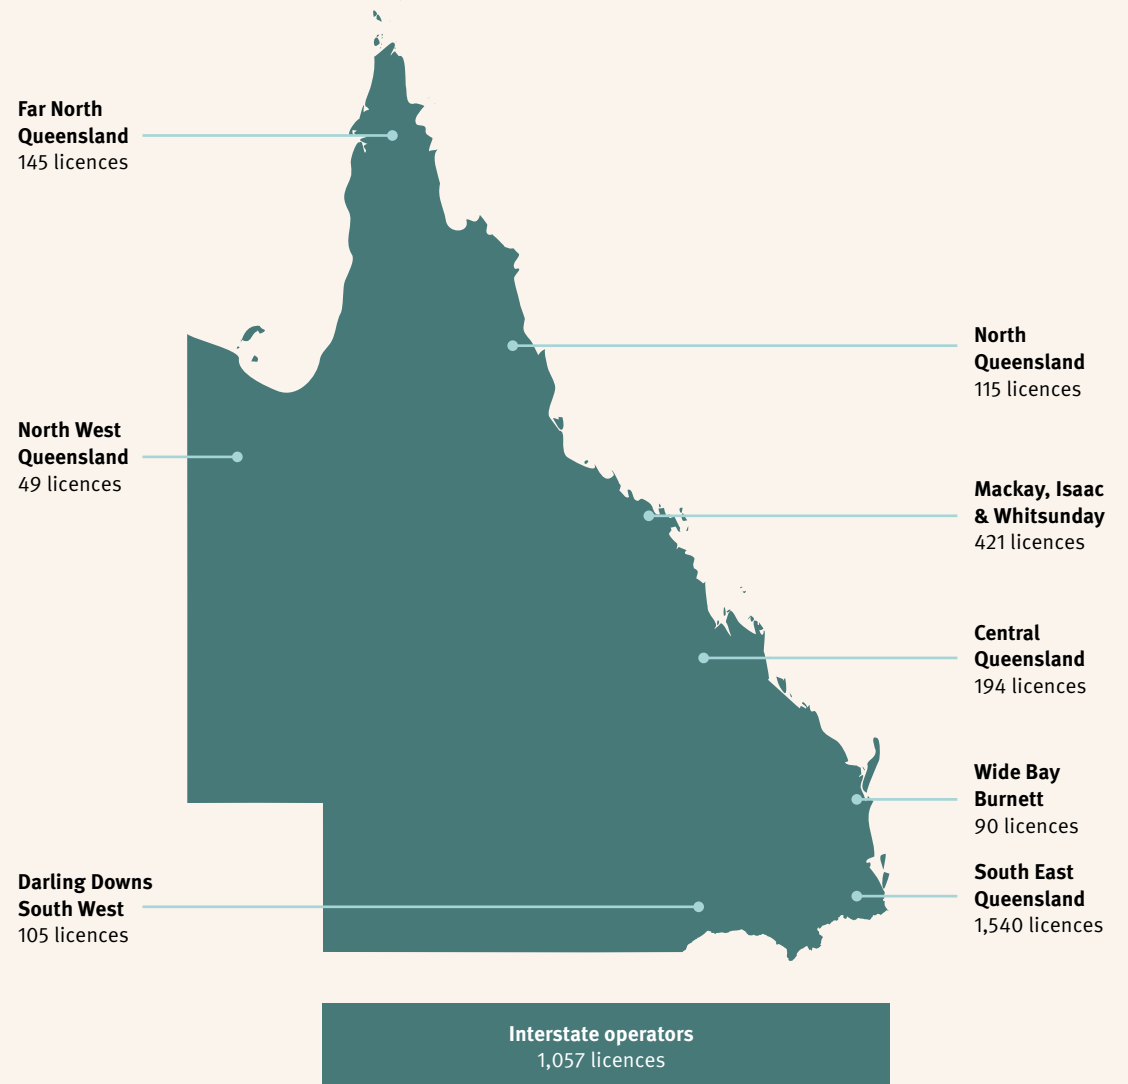 Far North
Queensland
145 licences
North
Queensland
115 licences
North West
Queensland
49 licences
Mackay, Isaac
& Whitsunday
421 licences
Central
Queensland
194 licences
Wide Bay
Burnett
90 licences
South East
Queensland
1,540 licences
Darling Downs
South West
105 licences
Interstate operators
1,057 licences